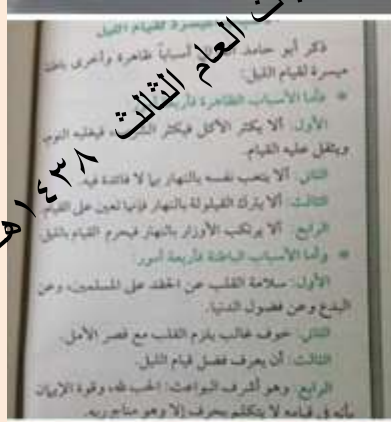 ميسرة لقيام الليل
ذكر أبو حامد أسباباً ظاهرة وأخرى باطنة
ميسرة لقيام الليل:
* فأما الأسباب الظاهرة فأربعة
الأول: ألا يكثر الأكل فيكثر فيغلبه النوم
ويثقل عليه القيام.
الثاني: ألا يتعب نفسه بالنهار بما لا فائدة فيه.
الثالث: ألا يترك القيلولة بالنهار فإنها تعين على القيام.
الرابع: ألا يرتكب الأوزار بالنهار فيحرم القيام بالليل.
* وأما الأسباب الباطنة فأربعة أمور:
الأول: سلامة القلب عن الحقد على المسلمين، وعن
البدع وعن فضول الدنيا.
الثاني: خوف غالب يلزم القلب مع قصر الأمل.
الثالث: أن يعرف فضل قيام الليل.
الرابع: وهو أشرف البواعث: الحب لله، وقوة الإيمان
بأنه في قيامه لا يتكلم بحرف إلا وهو مناج ربه.
العام الثالث ١٤٣٨هـ